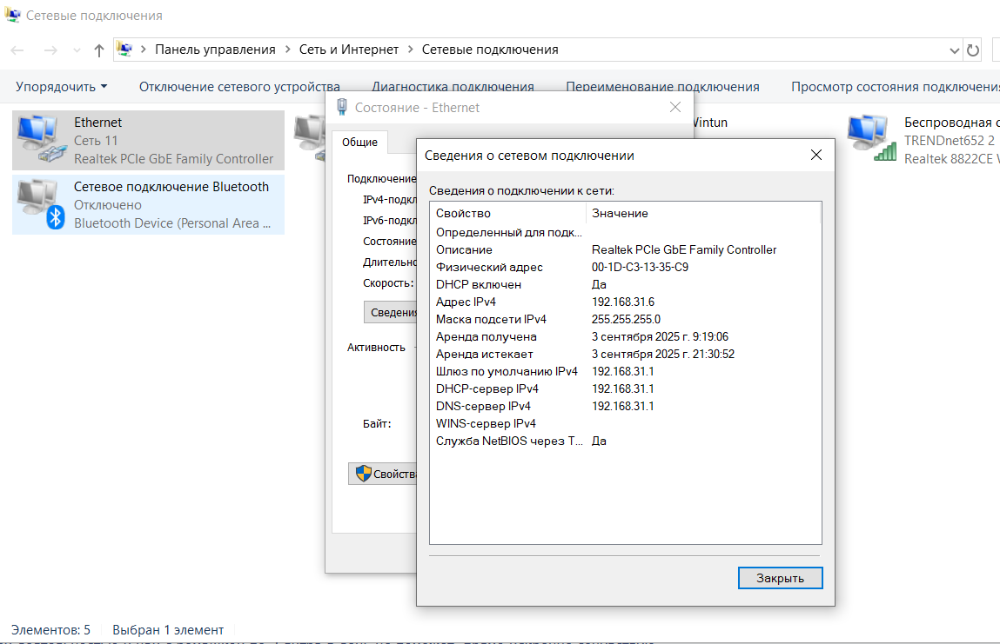 Сетевые подключения
Панель управления Сеть и Интернет Сетевые подключения
Упорядочить Отключение сетевого устройства Диагностика подключения Переименование подключения Просмотр состояния подключения
Ethernet
Сеть 11
Realtek PCIe GbE Family Controller
Сетевое подключение Bluetooth
Отключено
Bluetooth Device (Personal Area ...
Wintun
Беспроводная с
TRENDnet652 2
Realtek 8822CE
Состояние - Ethernet
Общие
Подключение
IPv4-подкл
IPv6-подкл
Состояние
Длительно
Скорость:
Сведения
Активность
Байт:
Свойства
Сведения о сетевом подключении
Сведения о подключении к сети:
Свойство Значение
Определенный для подк...
Описание Realtek PCIe GbE Family Controller
Физический адрес 00-1D-C3-13-35-C9
DHCP включен Да
Адрес IPv4 192.168.31.6
Маска подсети IPv4 255.255.255.0
Аренда получена 3 сентября 2025 г. 9:19:06
Аренда истекает 3 сентября 2025 г. 21:30:52
Шлюз по умолчанию IPv4 192.168.31.1
DHCP-сервер IPv4 192.168.31.1
DNS-сервер IPv4 192.168.31.1
WINS-сервер IPv4
Служба NetBIOS через T... Да
Закрыть
Элементов: 5 Выбран 1 элемент